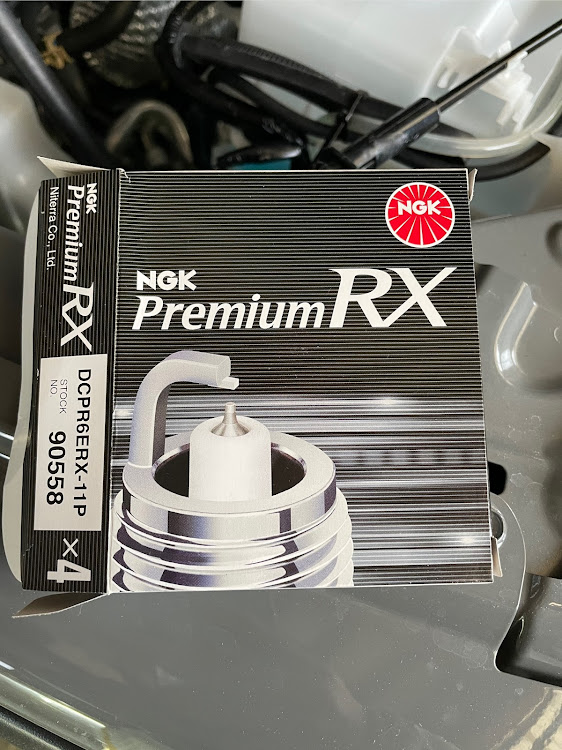 NGK
Premium RX
Niterra Co., Ltd.
DCPR6ERX-11P
STOCK
NO.
90558
×4
NGK
NGK
Premium RX